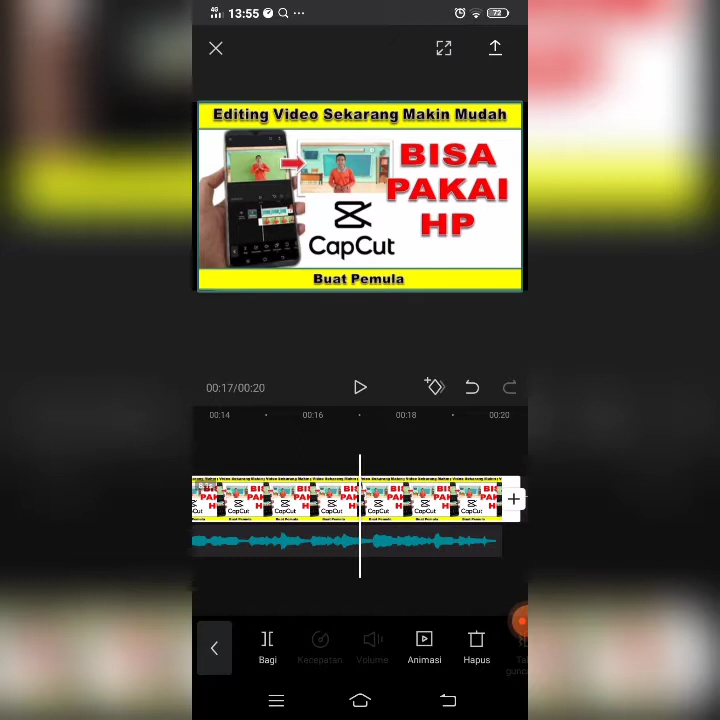 4G 13:55 72
Editing Video Sekarang Makin Mudah
BISA
PAKAI
HP
CapCut
Buat Pemula
00:17/00:20
00:14 00:16 00:18 00:20
Bagi Kecepatan Volume Animasi Hapus